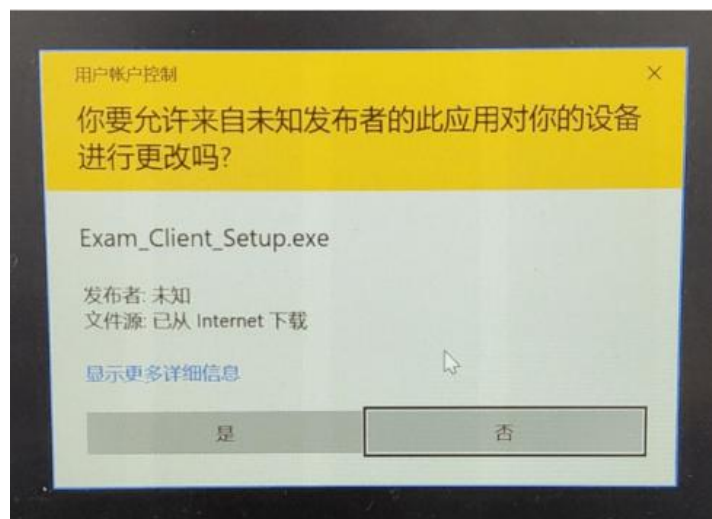 用户帐户控制
你要允许来自未知发布者的此应用对你的设备
进行更改吗?
Exam_Client_Setup.exe
发布者: 未知
文件源: 已从 Internet 下载
显示更多详细信息
是
否